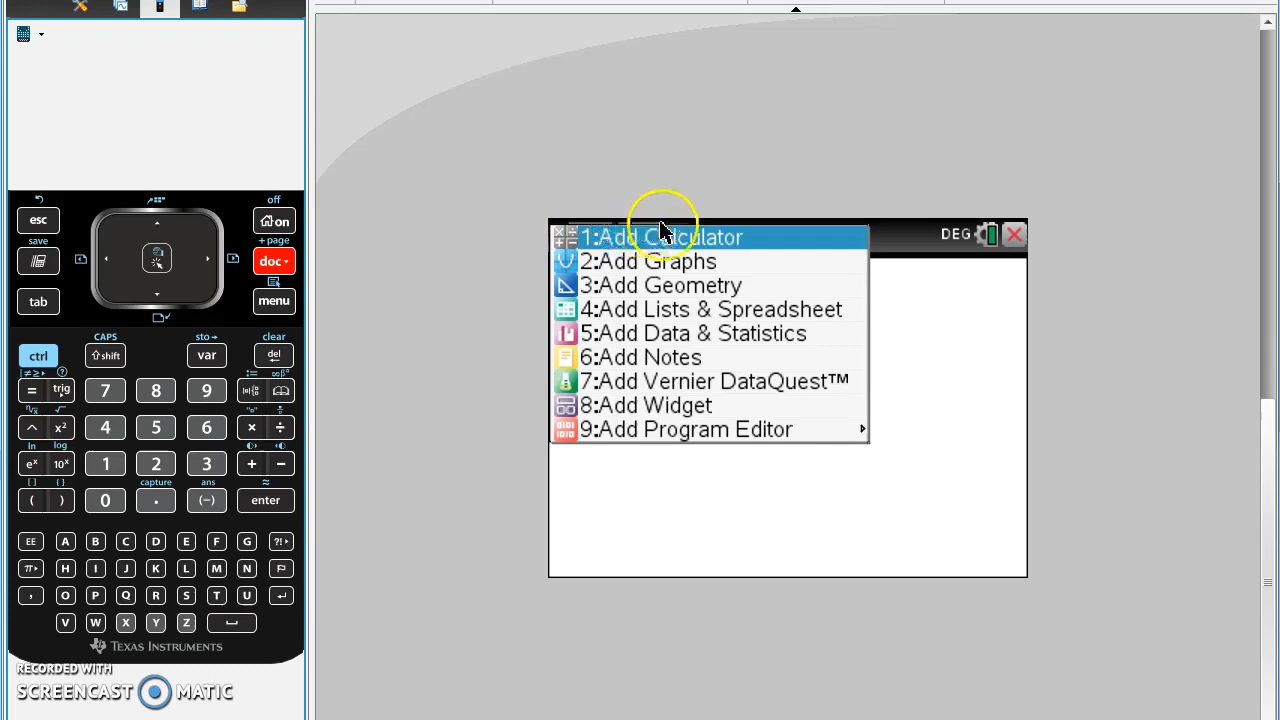 off
esc
on
save
+ page
doc
tab
menu
CAPS
sto→
clear
ctrl
⇧shift
var
del
|≠≥▸
?
:=
∞β°
=
trig
7
8
9
ⁿ√x
√
"□"
÷
^
x²
4
5
6
×
÷
ln
log
eˣ
10ˣ
1
2
3
+
−
[ ]
{ }
capture
ans
≈
(
)
0
.
(−)
enter
EE
A
B
C
D
E
F
G
?!▸
π▸
H
I
J
K
L
M
N
,
O
P
Q
R
S
T
U
↵
V
W
X
Y
Z
TEXAS INSTRUMENTS
RECORDED WITH
SCREENCAST MATIC
1:Add Calculator
DEG
2:Add Graphs
3:Add Geometry
4:Add Lists & Spreadsheet
5:Add Data & Statistics
6:Add Notes
7:Add Vernier DataQuest™
8:Add Widget
9:Add Program Editor